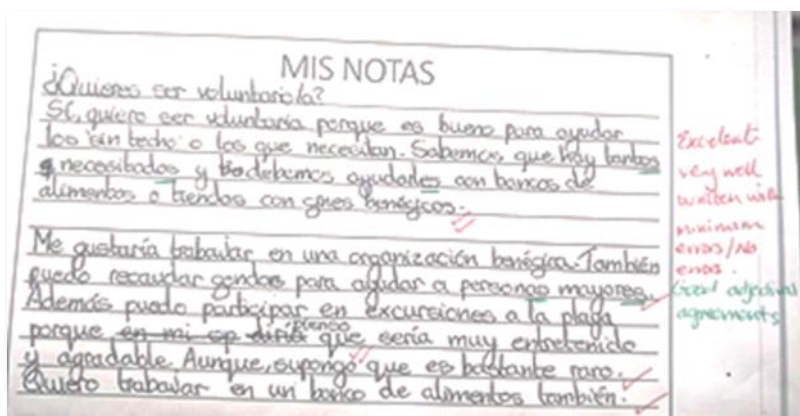 MIS NOTAS
¿Quieres ser voluntario/a?
Sí, quiero ser voluntaria porque es bueno para ayudar
los sin techo o los que necesitan. Sabemos, que hay tantos
necesitados y debemos ayudarles con bancos de
alimentos o tiendas con fines benéficos.
Me gustaría trabajar en una organización benéfica. También
puedo recaudar fondos para ayudar a personas mayores.
Además puedo participar en excursiones a la playa
porque en mi pienso que sería muy entretenido
y agradable. Aunque, supongo que es bastante raro.
Quiero trabajar en un banco de alimentos también.
Excelent
very well
written with
minimum
errors/No
errors.
Good adjectival
agreements